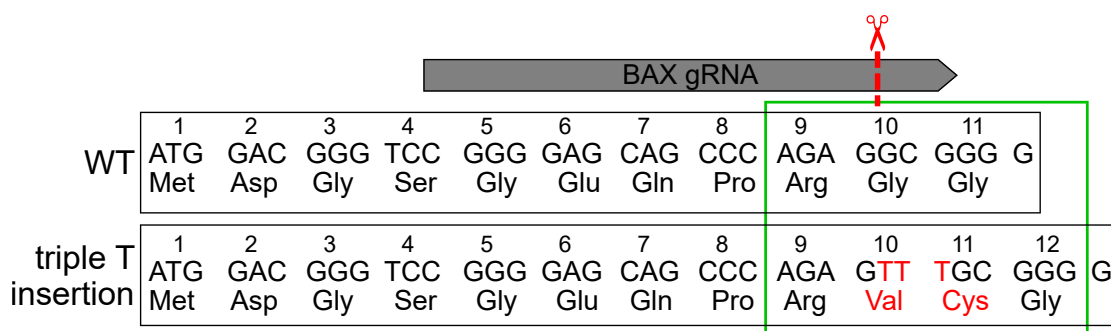 BAX gRNA
1 2 3 4 5 6 7 8 9 10 11
WT ATG GAC GGG TCC GGG GAG CAG CCC AGA GGC GGG G
Met Asp Gly Ser Gly Glu Gln Pro Arg Gly Gly
1 2 3 4 5 6 7 8 9 10 11 12
triple T insertion ATG GAC GGG TCC GGG GAG CAG CCC AGA GTT TGC GGG G
Met Asp Gly Ser Gly Glu Gln Pro Arg Val Cys Gly